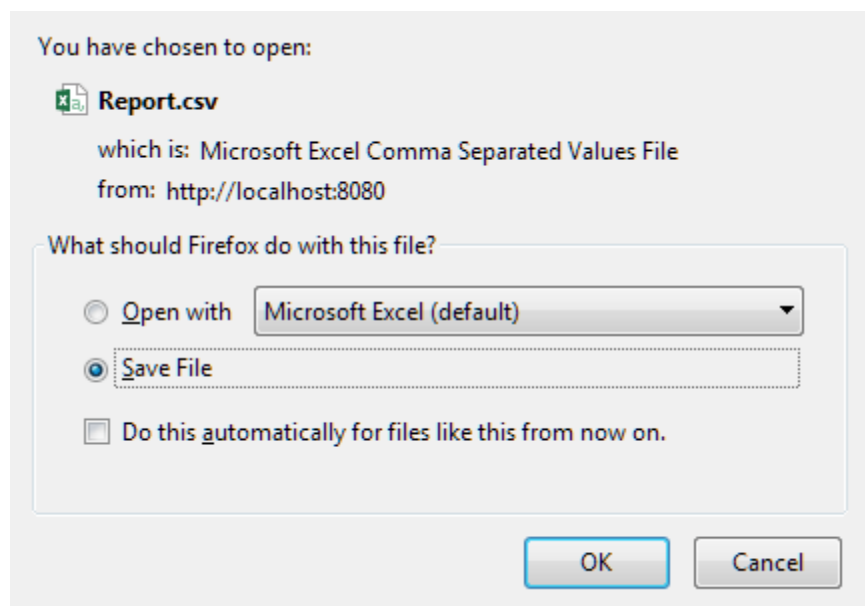 You have chosen to open:
Report.csv
which is: Microsoft Excel Comma Separated Values File
from: http://localhost:8080
What should Firefox do with this file?
Open with Microsoft Excel (default)
Save File
Do this automatically for files like this from now on.
OK Cancel